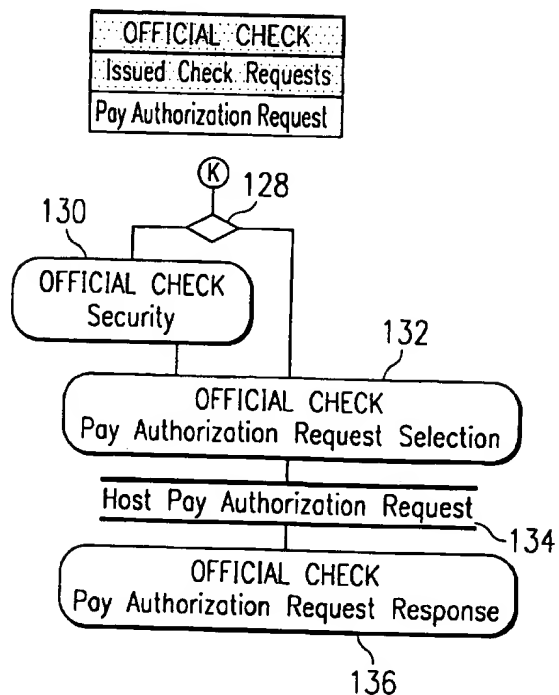 OFFICIAL CHECK
Issued Check Requests
Pay Authorization Request
K
128
130
OFFICIAL CHECK
Security
132
OFFICIAL CHECK
Pay Authorization Request Selection
Host Pay Authorization Request
134
OFFICIAL CHECK
Pay Authorization Request Response
136